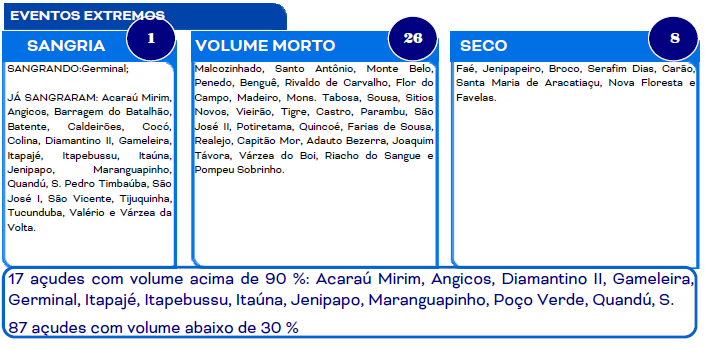 EVENTOS EXTREMOS
SANGRIA
1
SANGRANDO:Germinal;
JÁ SANGRARAM: Acaraú Mirim,
Angicos, Barragem do Batalhão,
Batente, Caldeirões, Cocó,
Colina, Diamantino II, Gameleira,
Itapajé, Itapebussu, Itaúna,
Jenipapo, Maranguapinho,
Quandú, S. Pedro Timbaúba, São
José I, São Vicente, Tijuquinha,
Tucunduba, Valério e Várzea da
Volta.
VOLUME MORTO
26
Malcozinhado, Santo Antônio, Monte Belo,
Penedo, Benguê, Rivaldo de Carvalho, Flor do
Campo, Madeiro, Mons. Tabosa, Sousa, Sitios
Novos, Vieirão, Tigre, Castro, Parambu, São
José II, Potiretama, Quincoé, Farias de Sousa,
Realejo, Capitão Mor, Adauto Bezerra, Joaquim
Távora, Várzea do Boi, Riacho do Sangue e
Pompeu Sobrinho.
SECO
8
Faé, Jenipapeiro, Broco, Serafim Dias, Carão,
Santa Maria de Aracatiaçu, Nova Floresta e
Favelas.
17 açudes com volume acima de 90 %: Acaraú Mirim, Angicos, Diamantino II, Gameleira,
Germinal, Itapajé, Itapebussu, Itaúna, Jenipapo, Maranguapinho, Poço Verde, Quandú, S.
87 açudes com volume abaixo de 30 %